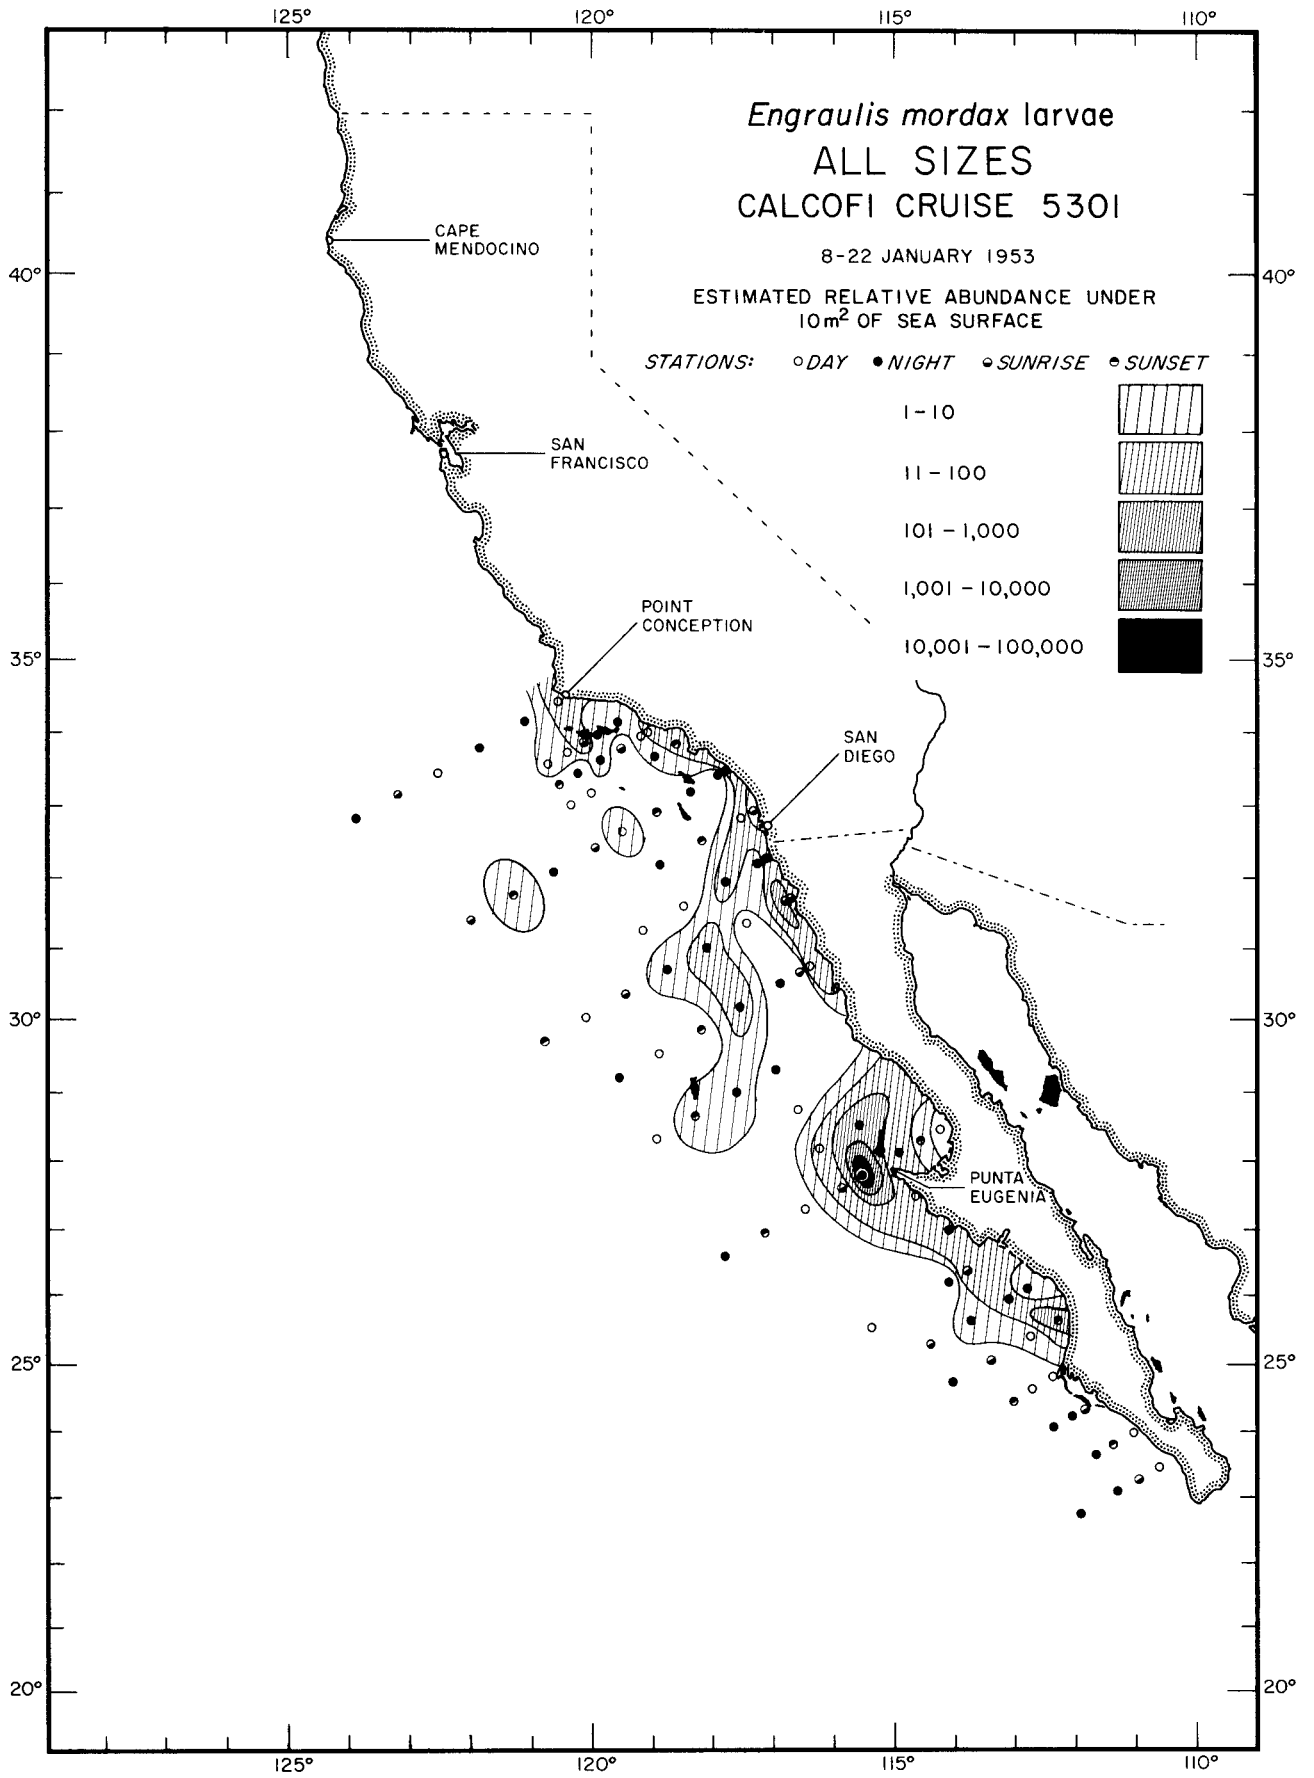 125° 120° 115° 110°
Engraulis mordax larvae
ALL SIZES
CALCOFI CRUISE 5301
8-22 JANUARY 1953
ESTIMATED RELATIVE ABUNDANCE UNDER
10m² OF SEA SURFACE
STATIONS: DAY NIGHT SUNRISE SUNSET
1-10
11-100
101-1,000
1,001-10,000
10,001-100,000
CAPE
MENDOCINO
40° 40°
SAN
FRANCISCO
POINT
CONCEPTION
35° 35°
SAN
DIEGO
30° 30°
PUNTA
EUGENIA
25° 25°
20° 20°
125° 120° 115° 110°